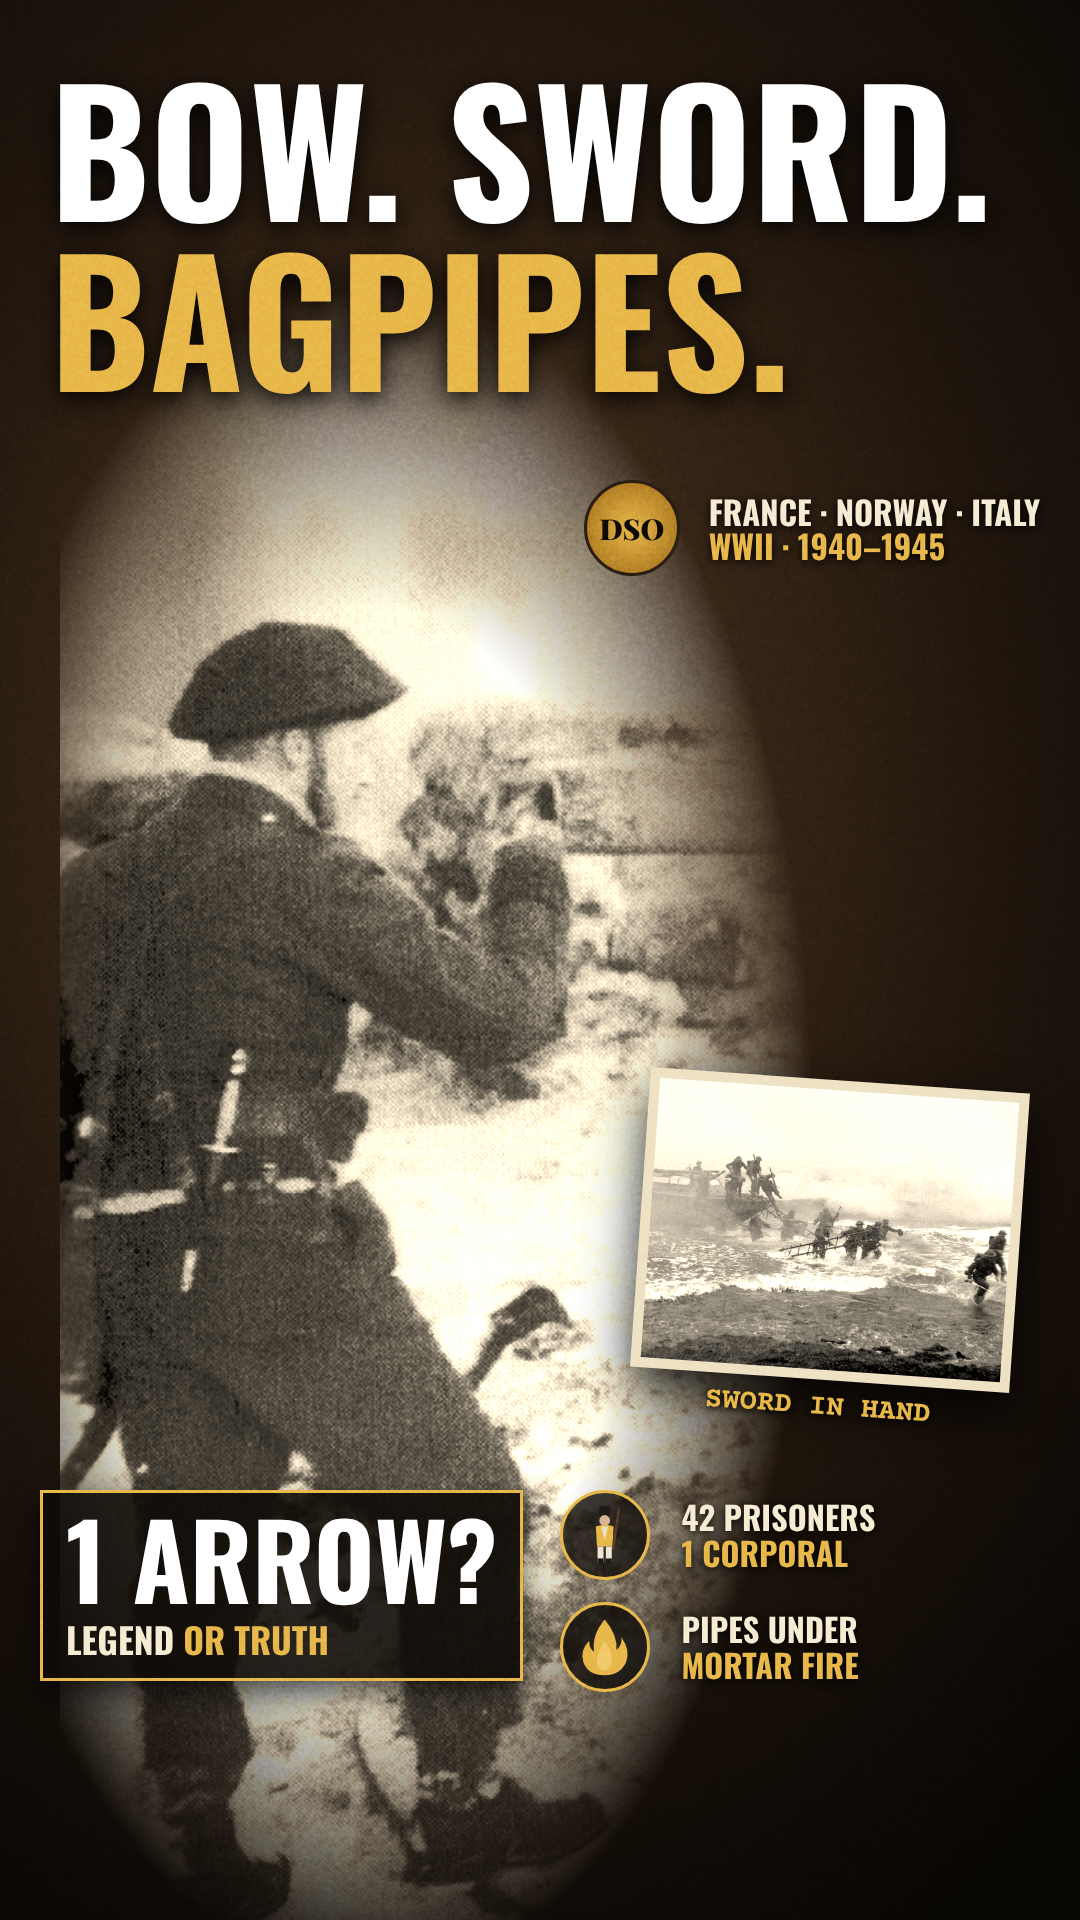 BOW. SWORD.
BAGPIPES.
DSO
FRANCE · NORWAY · ITALY
WWII · 1940–1945
SWORD IN HAND
1 ARROW?
LEGEND OR TRUTH
42 PRISONERS
1 CORPORAL
PIPES UNDER
MORTAR FIRE